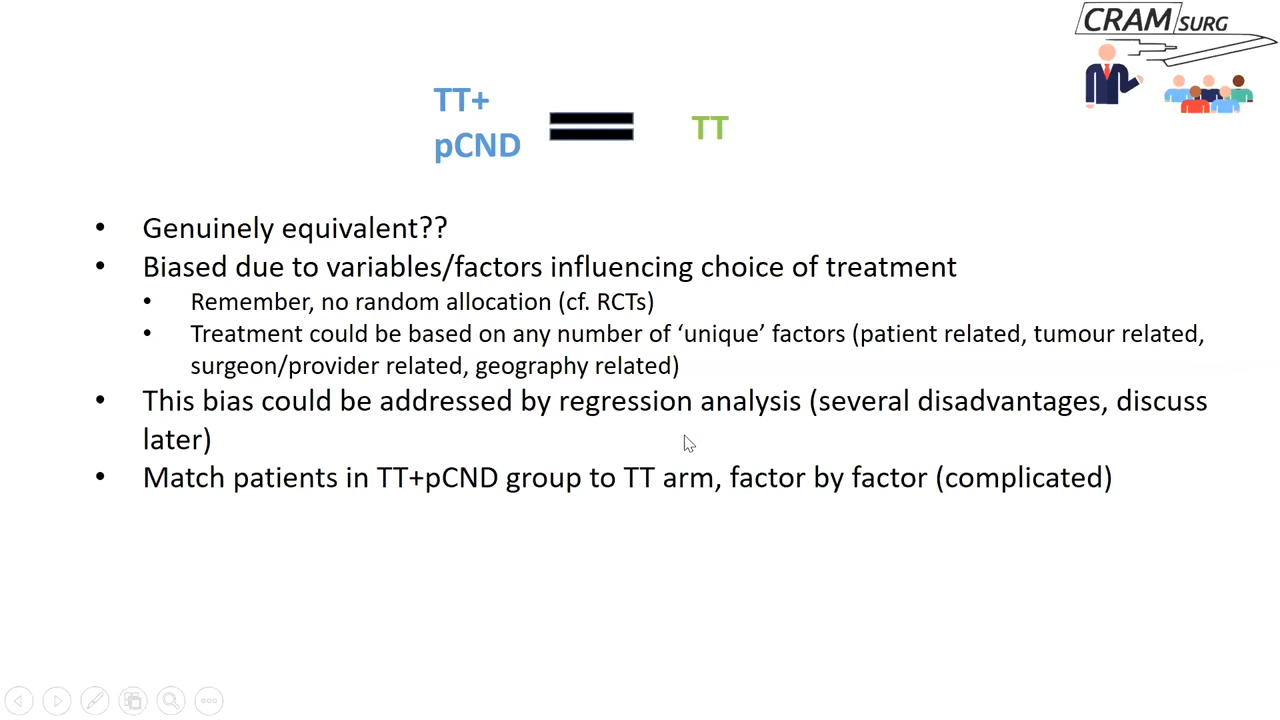 CRAM SURG
TT+
pCND
TT
• Genuinely equivalent??
• Biased due to variables/factors influencing choice of treatment
• Remember, no random allocation (cf. RCTs)
• Treatment could be based on any number of ‘unique’ factors (patient related, tumour related,
surgeon/provider related, geography related)
• This bias could be addressed by regression analysis (several disadvantages, discuss
later)
• Match patients in TT+pCND group to TT arm, factor by factor (complicated)